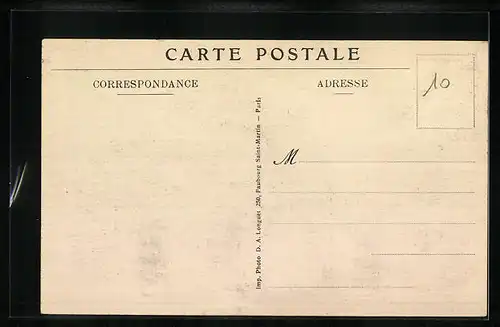 CARTE POSTALE
CORRESPONDANCE
ADRESSE
10
M
Imp. Photo D. A. Longuet 250, Faubourg Saint-Martin — Paris